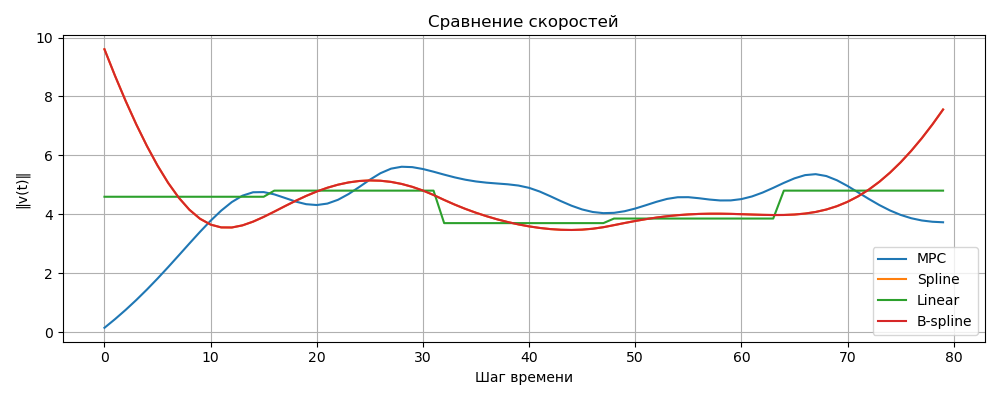 Сравнение скоростей
10
8
6
4
2
0
‖v(t)‖
0 10 20 30 40 50 60 70 80
Шаг времени
MPC
Spline
Linear
B-spline